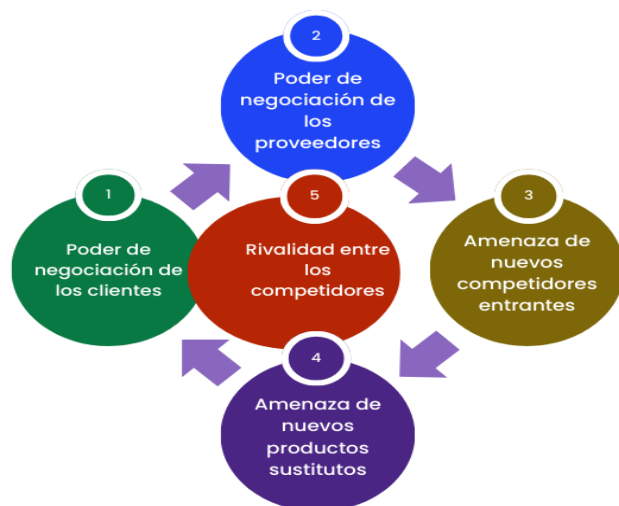 1
Poder de
negociación de
los clientes
2
Poder de
negociación de
los
proveedores
3
Amenaza de
nuevos
competidores
entrantes
4
Amenaza de
nuevos
productos
sustitutos
5
Rivalidad entre
los
competidores